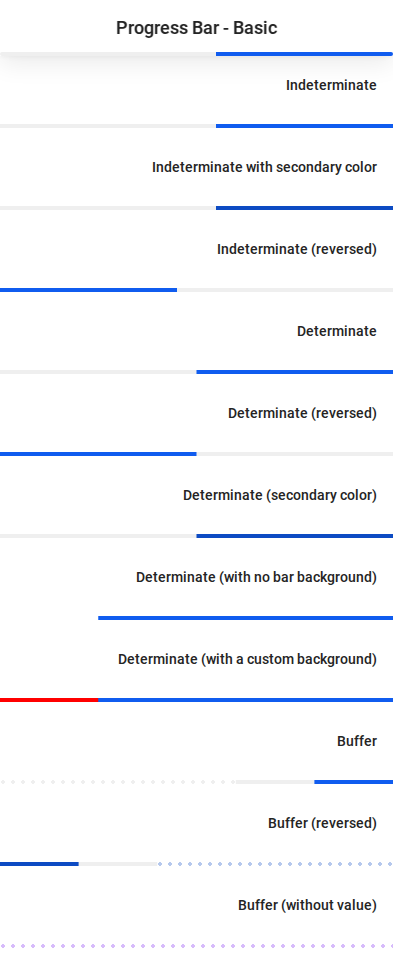 Progress Bar - Basic
Indeterminate
Indeterminate with secondary color
Indeterminate (reversed)
Determinate
Determinate (reversed)
Determinate (secondary color)
Determinate (with no bar background)
Determinate (with a custom background)
Buffer
Buffer (reversed)
Buffer (without value)